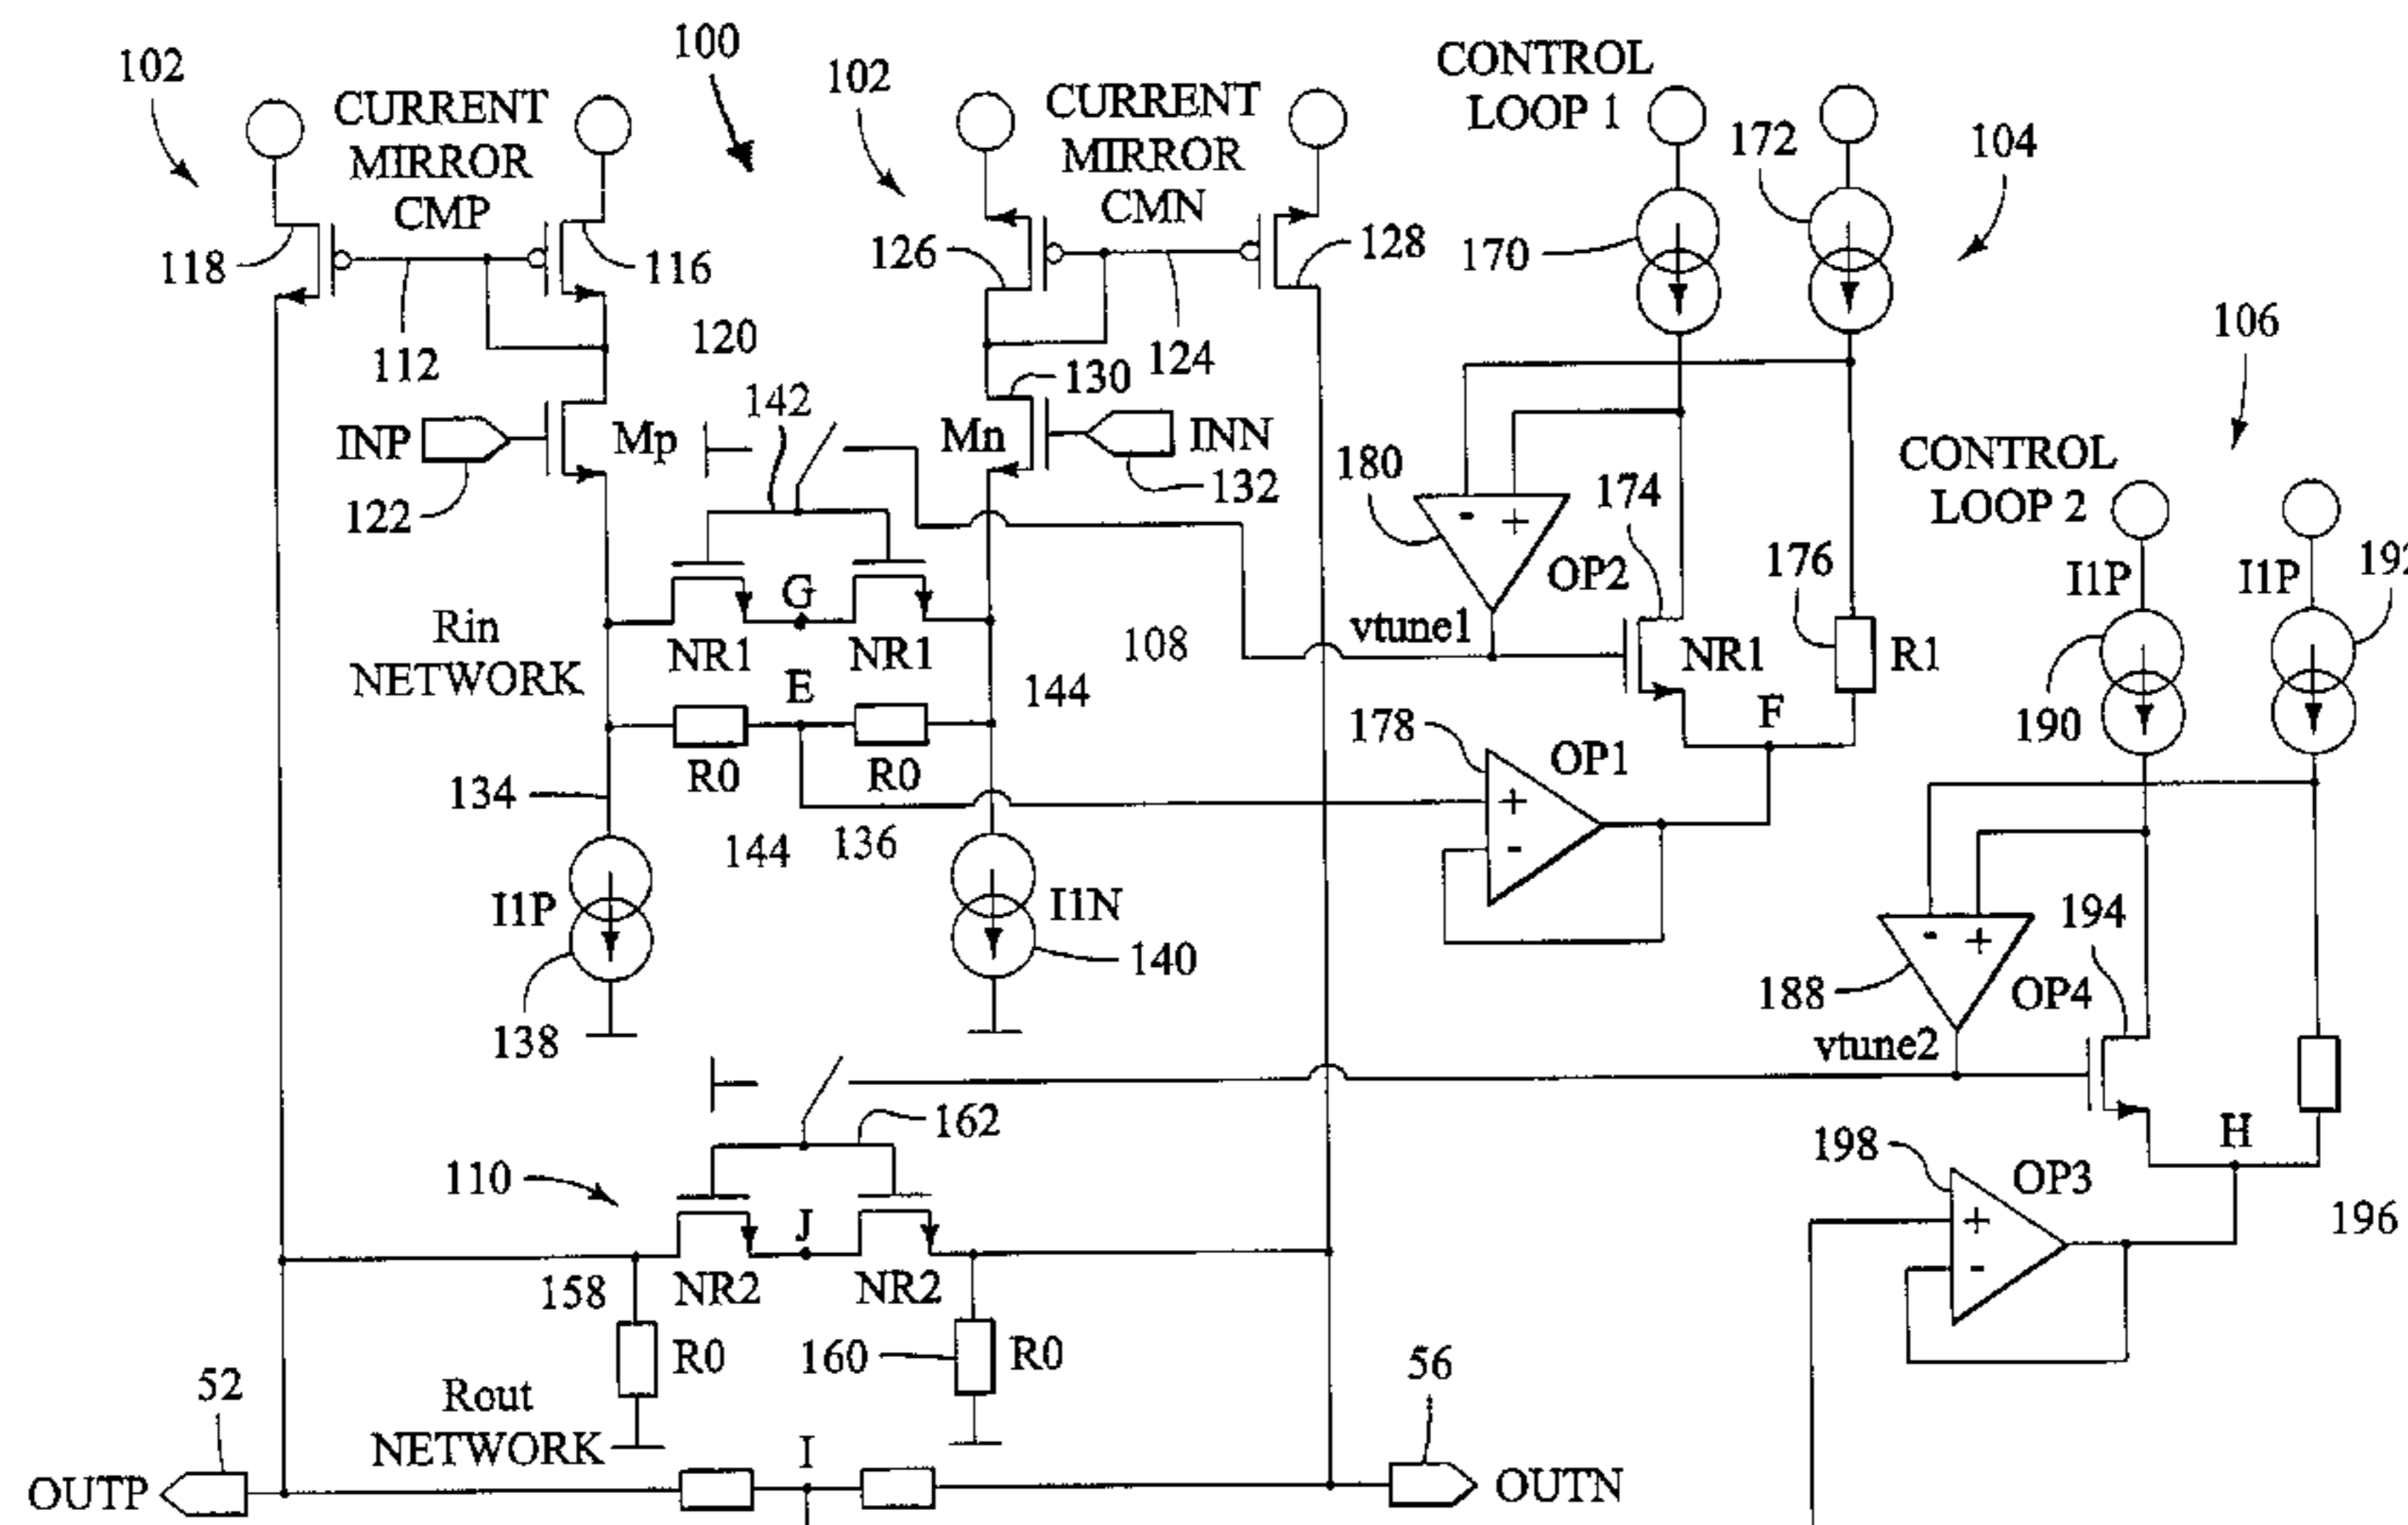 100
102
CURRENT
MIRROR
CMP
118
116
112
102
CURRENT
MIRROR
CMN
126
128
124
CONTROL
LOOP 1
170
172
104
106
120
142
130
INP
Mp
122
Mn
INN
132
180
-
+
OP2
174
vtune1
NR1
176
R1
F
CONTROL
LOOP 2
I1P
I1P
192
190
Rin
NETWORK
G
NR1
NR1
E
R0
R0
108
144
134
144
136
178
OP1
+
-
I1P
138
I1N
140
188
-
+
OP4
194
vtune2
H
198
OP3
+
-
196
162
110
J
158
NR2
NR2
R0
160
R0
Rout
NETWORK
52
56
I
OUTP
OUTN